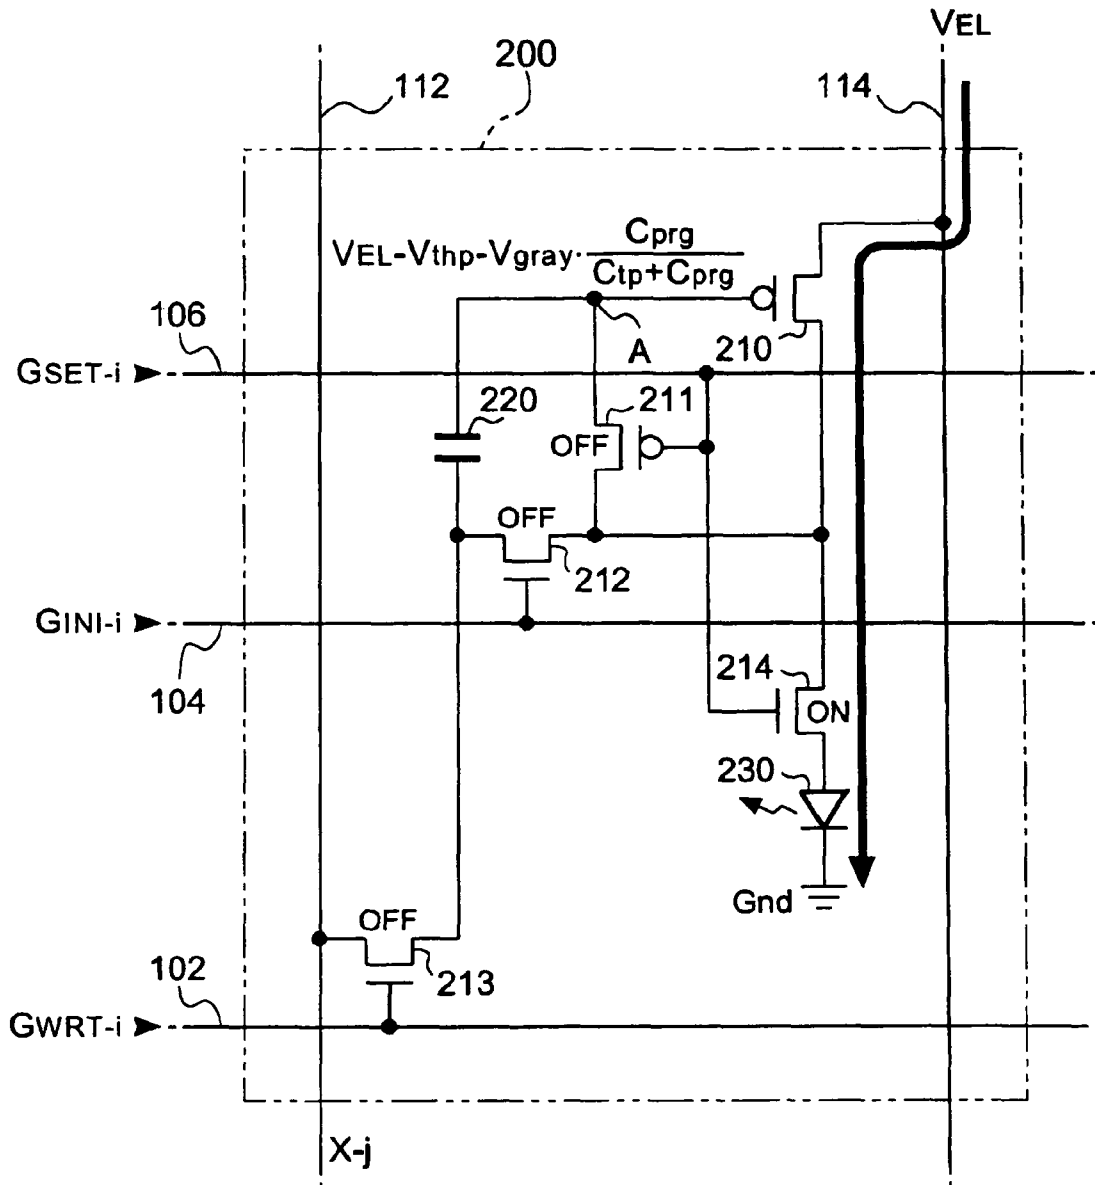 VEL
200
112
114
VEL-Vthp-Vgray· Cprg / Ctp+Cprg
106
A
210
GSET-i
220
211
OFF
OFF
212
GINI-i
104
214
ON
230
Gnd
OFF
102
213
GWRT-i
X-j